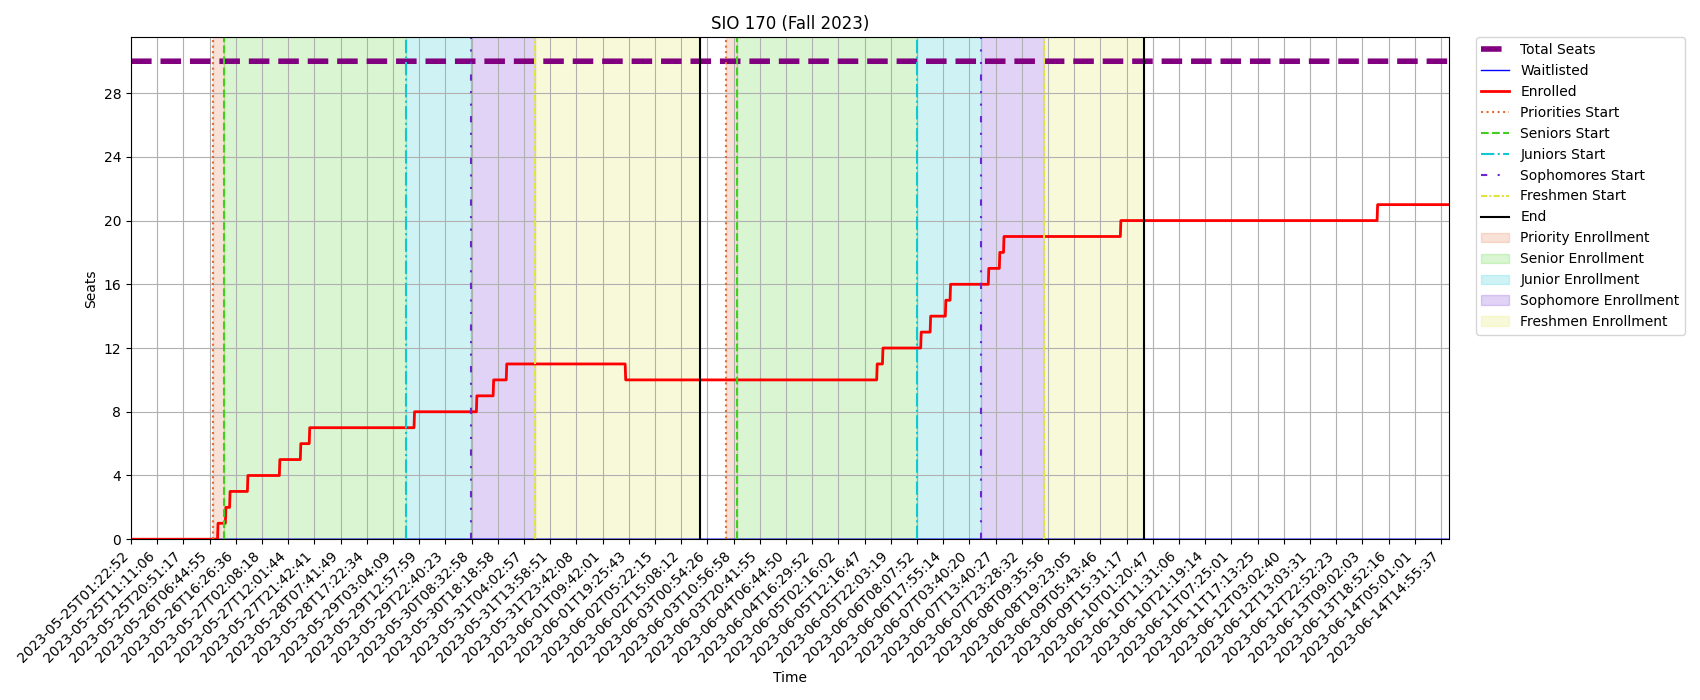 SIO 170 (Fall 2023)
Total Seats
Waitlisted
Enrolled
Priorities Start
Seniors Start
Juniors Start
Sophomores Start
Freshmen Start
End
Priority Enrollment
Senior Enrollment
Junior Enrollment
Sophomore Enrollment
Freshmen Enrollment
Seats
28
24
20
16
12
8
4
0
2023-05-25T01:22:52
2023-05-25T11:11:06
2023-05-25T20:51:17
2023-05-26T06:44:55
2023-05-26T16:26:36
2023-05-27T02:08:18
2023-05-27T12:01:44
2023-05-27T21:42:41
2023-05-28T07:41:49
2023-05-28T17:22:34
2023-05-29T03:04:09
2023-05-29T12:57:59
2023-05-29T22:40:23
2023-05-30T08:32:58
2023-05-30T18:18:58
2023-05-31T04:02:57
2023-05-31T13:58:51
2023-05-31T23:42:08
2023-06-01T09:42:01
2023-06-01T19:25:43
2023-06-02T05:22:15
2023-06-02T15:08:12
2023-06-03T00:54:26
2023-06-03T10:56:58
2023-06-03T20:41:55
2023-06-04T06:44:50
2023-06-04T16:29:52
2023-06-05T02:16:02
2023-06-05T12:16:47
2023-06-05T22:03:19
2023-06-06T08:07:52
2023-06-06T17:55:14
2023-06-07T03:40:20
2023-06-07T13:40:27
2023-06-07T23:28:32
2023-06-08T09:35:56
2023-06-08T19:23:05
2023-06-09T05:43:46
2023-06-09T15:31:17
2023-06-10T01:20:47
2023-06-10T11:31:06
2023-06-10T21:19:14
2023-06-11T07:25:01
2023-06-11T17:13:25
2023-06-12T03:02:40
2023-06-12T13:03:31
2023-06-12T22:52:23
2023-06-13T09:02:03
2023-06-13T18:52:16
2023-06-14T05:01:01
2023-06-14T14:55:37
Time